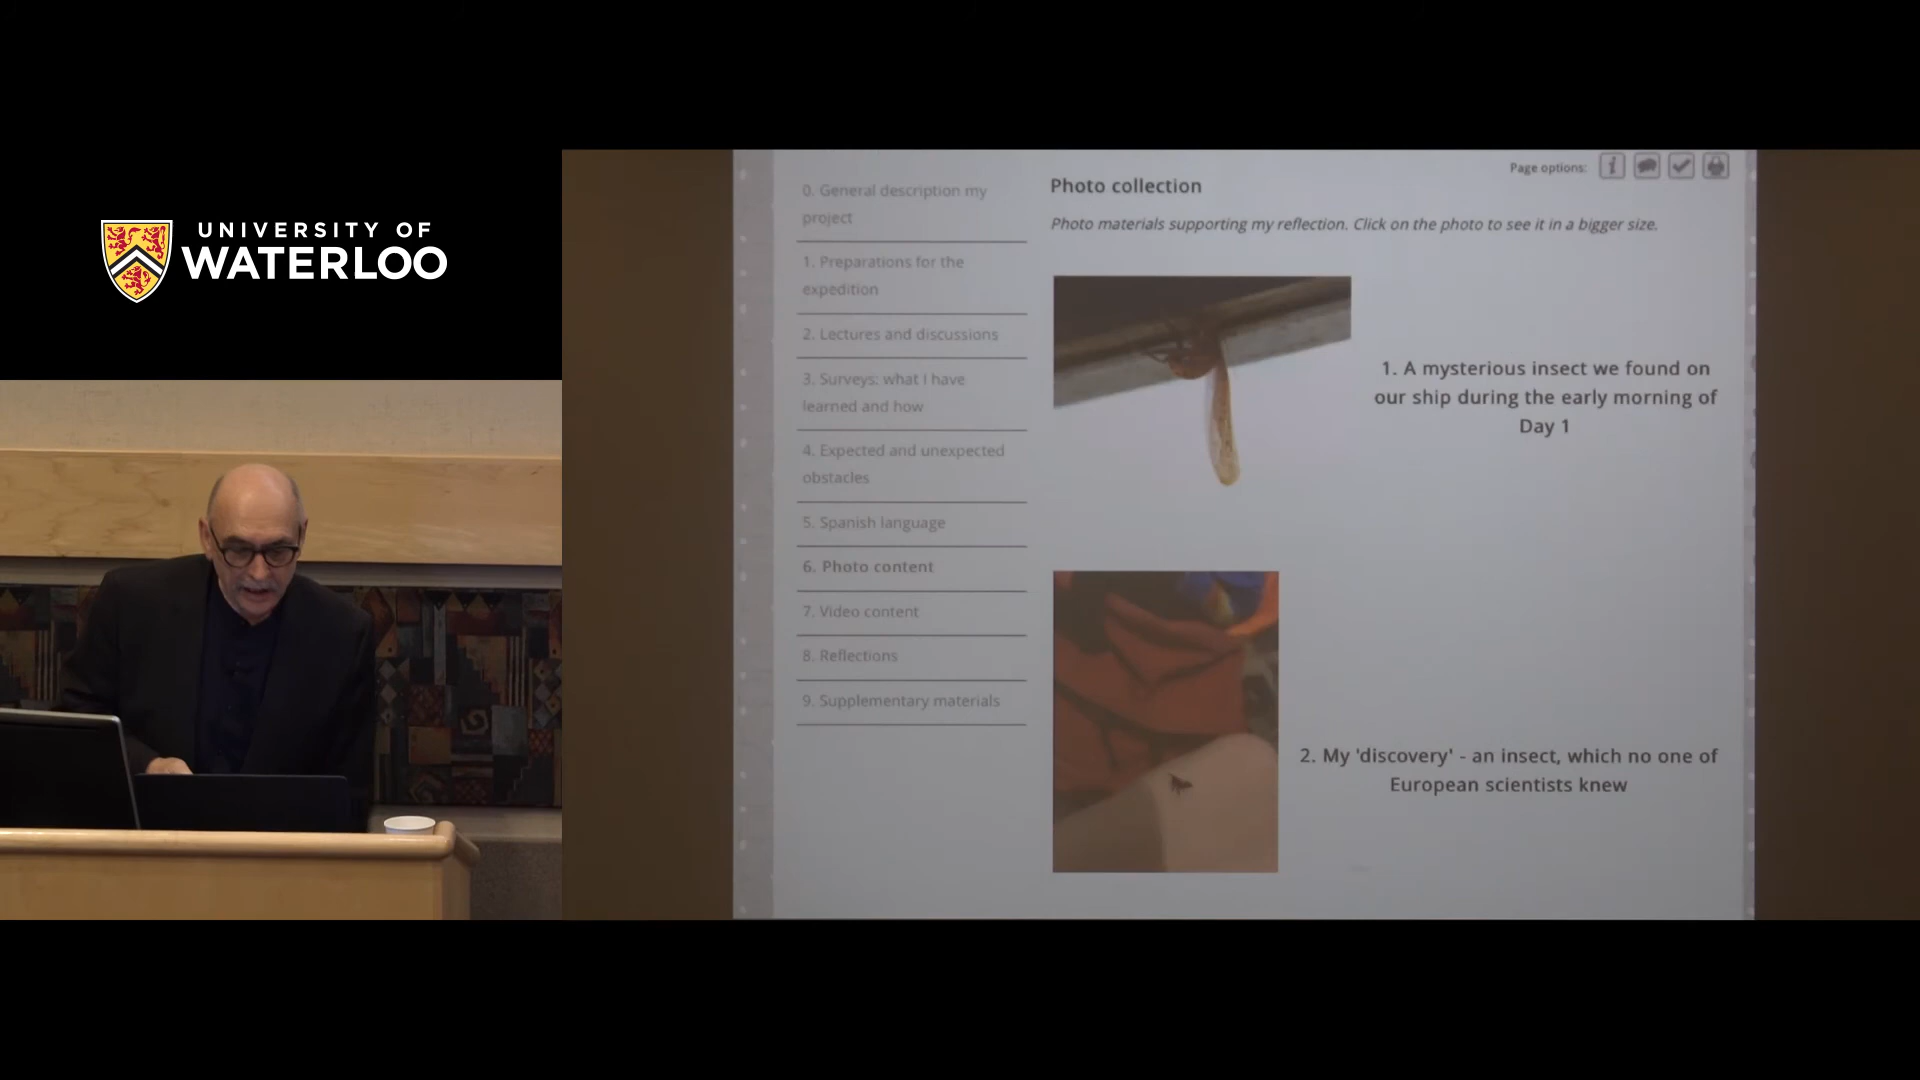 UNIVERSITY OF
WATERLOO
Page options:
0. General description my
project
1. Preparations for the
expedition
2. Lectures and discussions
3. Surveys: what I have
learned and how
4. Expected and unexpected
obstacles
5. Spanish language
6. Photo content
7. Video content
8. Reflections
9. Supplementary materials
Photo collection
Photo materials supporting my reflection. Click on the photo to see it in a bigger size.
1. A mysterious insect we found on
our ship during the early morning of
Day 1
2. My 'discovery' - an insect, which no one of
European scientists knew